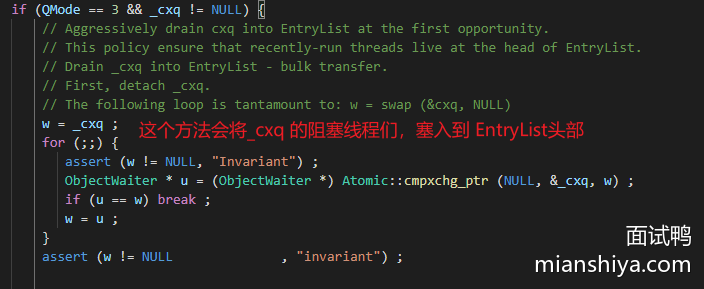 if (QMode == 3 && _cxq != NULL) {
// Aggressively drain cxq into EntryList at the first opportunity.
// This policy ensure that recently-run threads live at the head of EntryList.
// Drain _cxq into EntryList - bulk transfer.
// First, detach _cxq.
// The following loop is tantamount to: w = swap (&cxq, NULL)
w = _cxq ; 这个方法会将_cxq 的阻塞线程们，塞入到 EntryList头部
for (;;) {
assert (w != NULL, "Invariant") ;
ObjectWaiter * u = (ObjectWaiter *) Atomic::cmpxchg_ptr (NULL, &_cxq, w) ;
if (u == w) break ;
w = u ;
}
assert (w != NULL , "invariant") ;
面试鸭
mianshiya.com